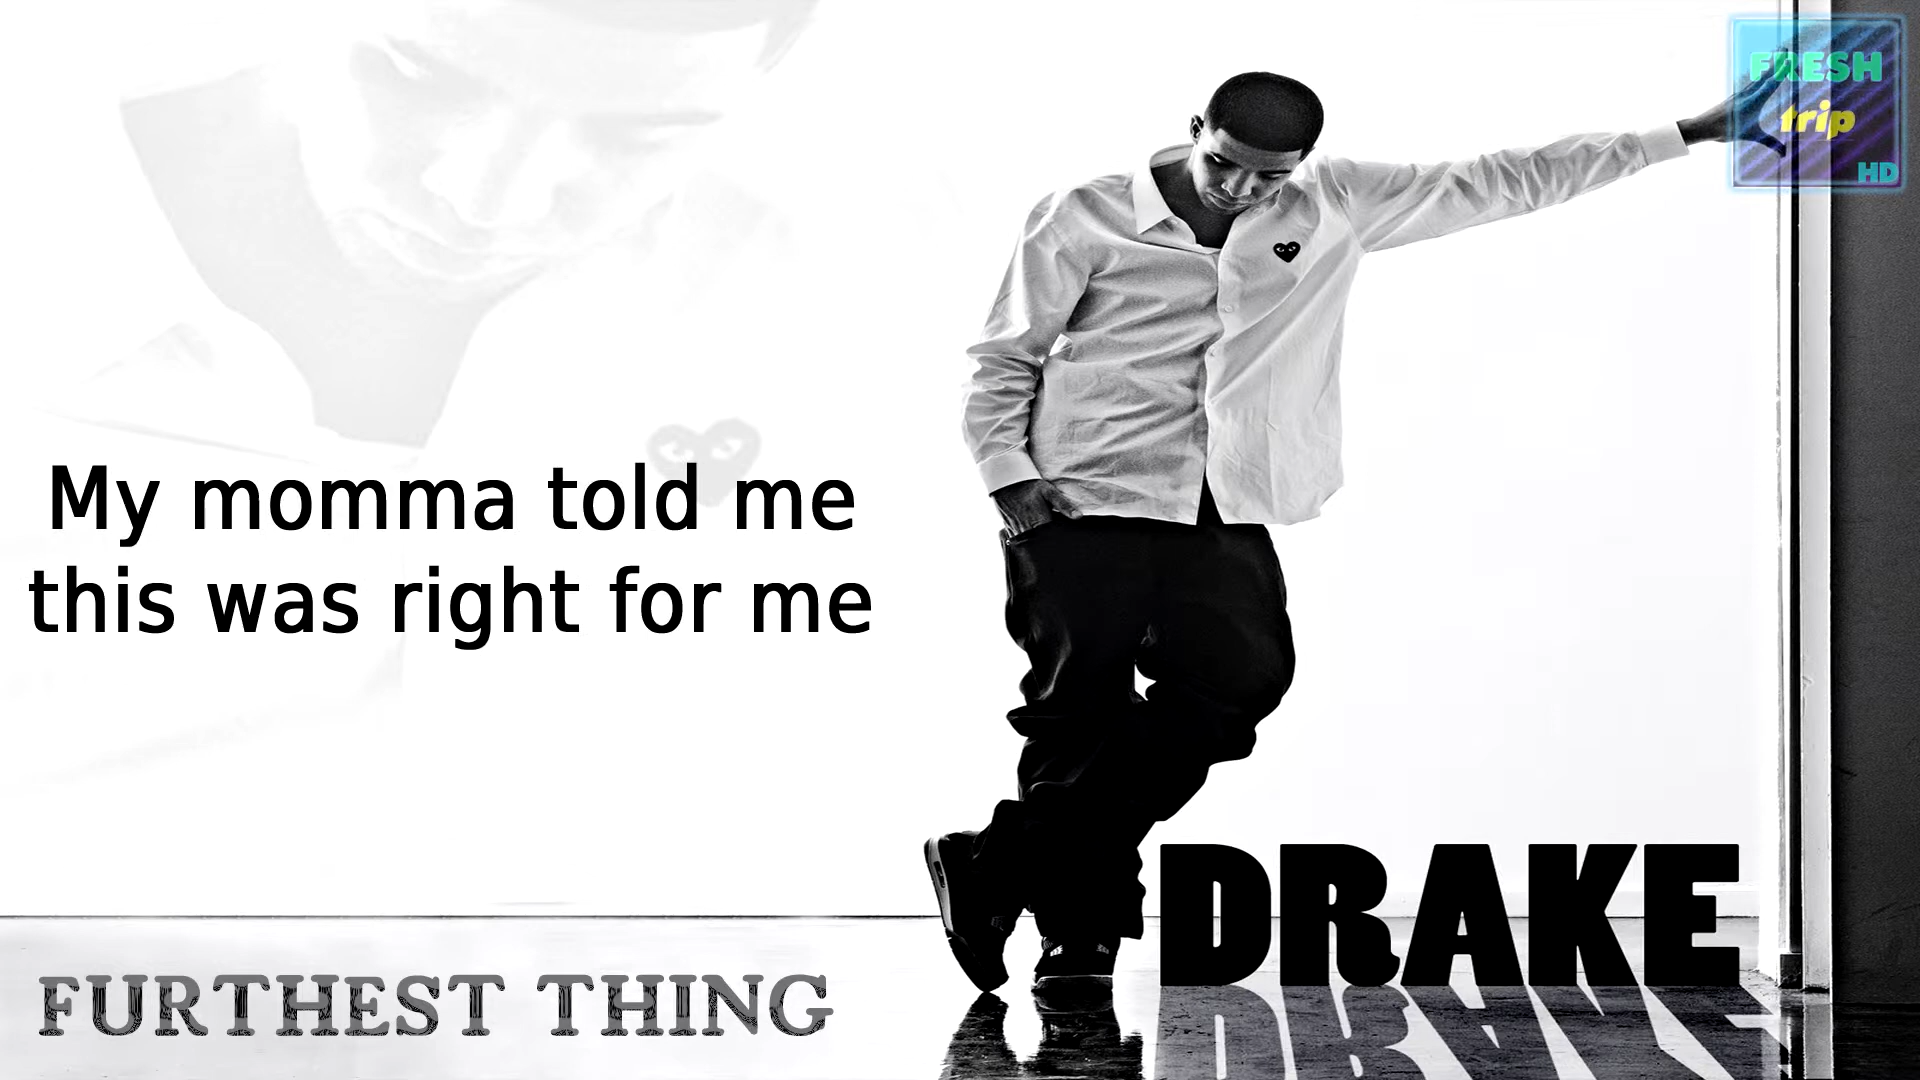 FRESH
trip
HD
My momma told me
this was right for me
DRAKE
FURTHEST THING